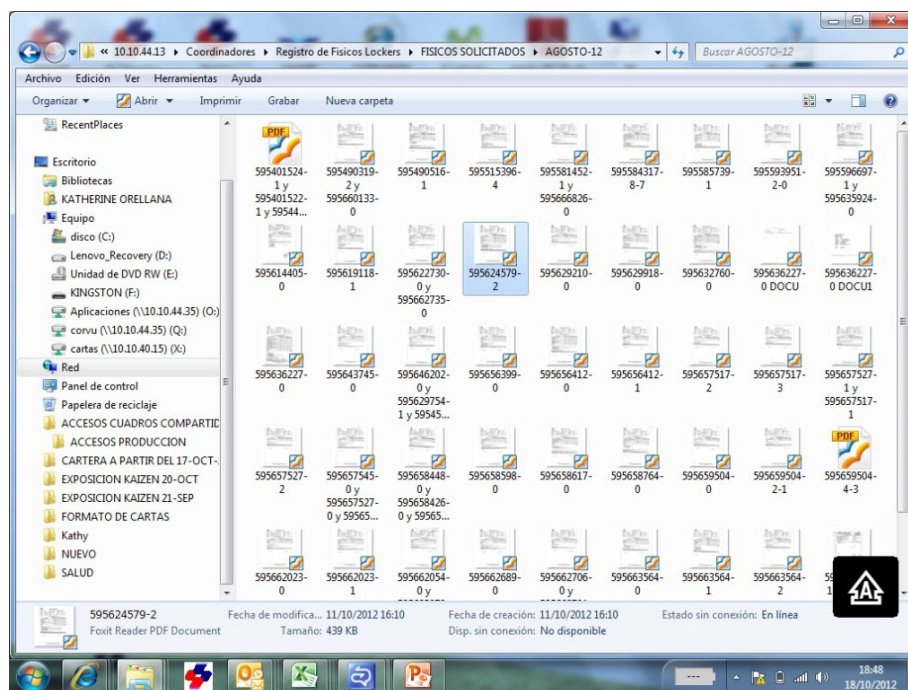 « 10.10.44.13 ▸ Coordinadores ▸ Registro de Fisicos Lockers ▸ FISICOS SOLICITADOS ▸ AGOSTO-12
Buscar AGOSTO-12
Archivo Edición Ver Herramientas Ayuda
Organizar Abrir Imprimir Grabar Nueva carpeta
RecentPlaces
Escritorio
Bibliotecas
KATHERINE ORELLANA
Equipo
disco (C:)
Lenovo_Recovery (D:)
Unidad de DVD RW (E:)
KINGSTON (F:)
Aplicaciones (\\10.10.44.35) (O:)
corvu (\\10.10.44.35) (Q:)
cartas (\\10.10.40.15) (X:)
Red
Panel de control
Papelera de reciclaje
ACCESOS CUADROS COMPARTID
ACCESOS PRODUCCION
CARTERA A PARTIR DEL 17-OCT-
EXPOSICION KAIZEN 20-OCT
EXPOSICION KAIZEN 21-SEP
FORMATO DE CARTAS
Kathy
NUEVO
SALUD
PDF
595401524- 595490319- 595490516- 595515396- 595581452- 595584317- 595585739- 595593951- 595596697-
1 y 2 y 1 4 1 y 8-7 1 2-0 1 y
595401522- 595660133- 595666826- 595635924-
1 y 59544... 0 0 0
595614405- 595619118- 595622730- 595624579- 595629210- 595629918- 595632760- 595636227- 595636227-
0 1 0 y 2 0 0 0 0 DOCU 0 DOCU1
595662735-
0
595636227- 595643745- 595646202- 595656399- 595656412- 595656412- 595657517- 595657517- 595657527-
0 0 0 y 0 0 1 2 3 1 y
595629754- 595657517-
1 y 59545... 1
PDF
595657527- 595657545- 595658448- 595658598- 595658617- 595658764- 595659504- 595659504- 595659504-
2 0 y 0 y 0 0 0 0 2-1 4-3
595657527- 595658426-
0 y 59565... 0 y 59565...
595662023- 595662023- 595662054- 595662689- 595662706- 595663564- 595663564- 595663564-
0 1 0 y 0 0 y 0 1 2
595624579-2 Fecha de modifica... 11/10/2012 16:10 Fecha de creación: 11/10/2012 16:10 Estado sin conexión: En línea
Foxit Reader PDF Document Tamaño: 439 KB Disp. sin conexión: No disponible
18:48
18/10/2012